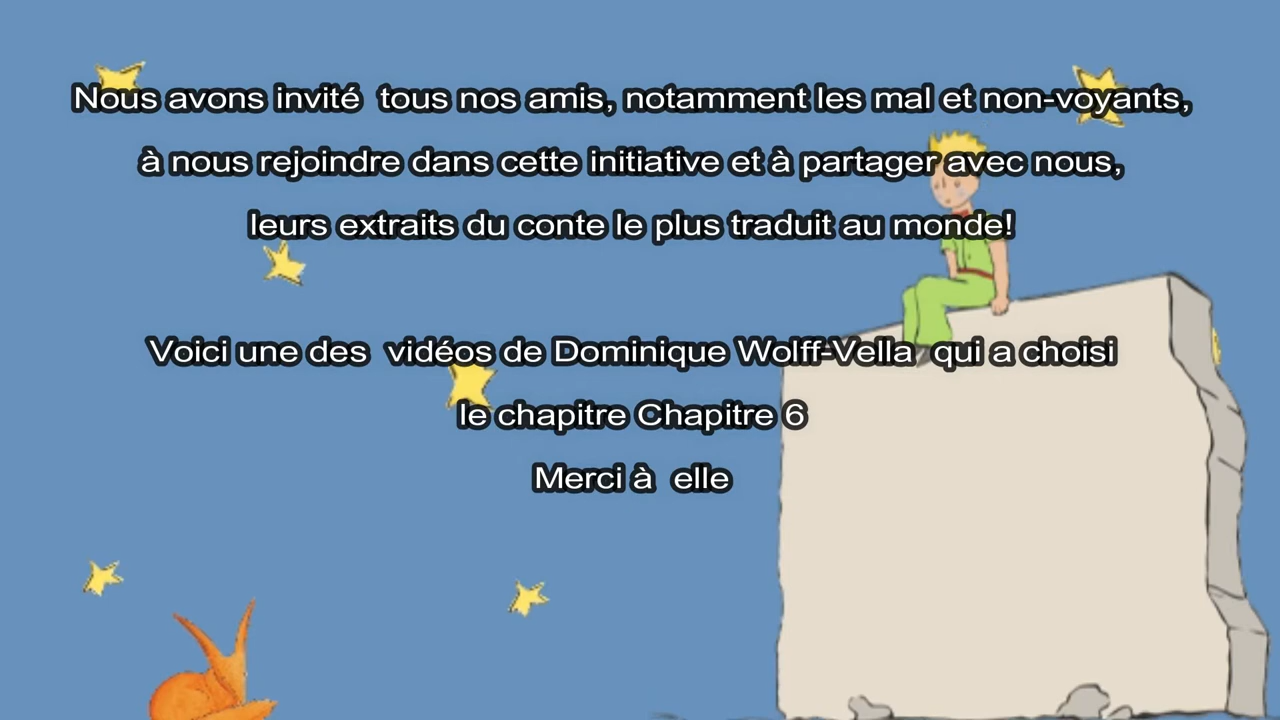 Nous avons invité  tous nos amis, notamment les mal et non-voyants,
à nous rejoindre dans cette initiative et à partager avec nous,
leurs extraits du conte le plus traduit au monde!
Voici une des  vidéos de Dominique Wolff-Vella  qui a choisi
le chapitre Chapitre 6
Merci à  elle